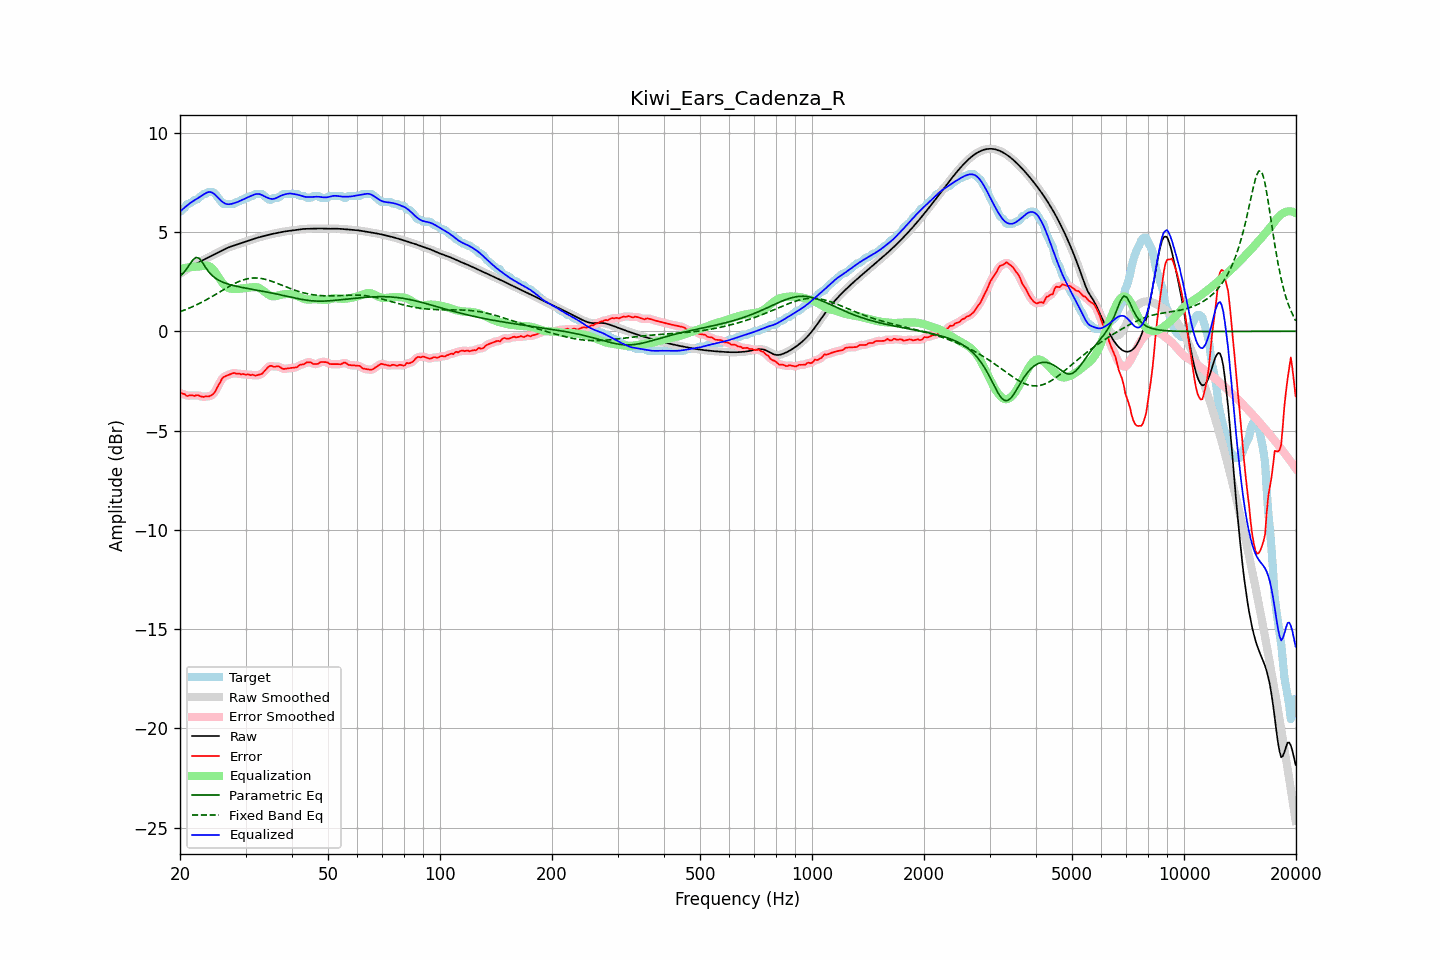 Kiwi_Ears_Cadenza_R
10
5
0
−5
−10
−15
−20
−25
Amplitude (dBr)
Target
Raw Smoothed
Error Smoothed
Raw
Error
Equalization
Parametric Eq
Fixed Band Eq
Equalized
20 50 100 200 500 1000 2000 5000 10000 20000
Frequency (Hz)